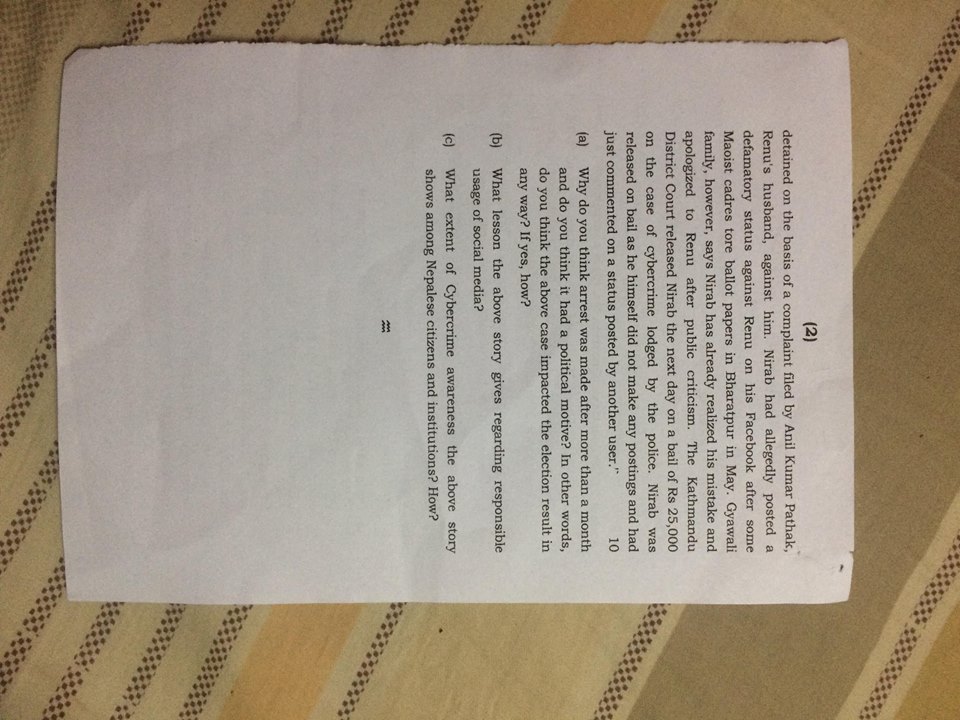 (2)
detained on the basis of a complaint filed by Anil Kumar Pathak,
Renu's husband, against him. Nirab had allegedly posted a
defamatory status against Renu on his Facebook after some
Maoist cadres tore ballot papers in Bharatpur in May. Gyawali
family, however, says Nirab has already realized his mistake and
apologized to Renu after public criticism. The Kathmandu
District Court released Nirab the next day on a bail of Rs 25,000
on the case of cybercrime lodged by the police. Nirab was
released on bail as he himself did not make any postings and had
just commented on a status posted by another user." 10
(a) Why do you think arrest was made after more than a month
and do you think it had a political motive? In other words,
do you think the above case impacted the election result in
any way? If yes, how?
(b) What lesson the above story gives regarding responsible
usage of social media?
(c) What extent of Cybercrime awareness the above story
shows among Nepalese citizens and institutions? How?